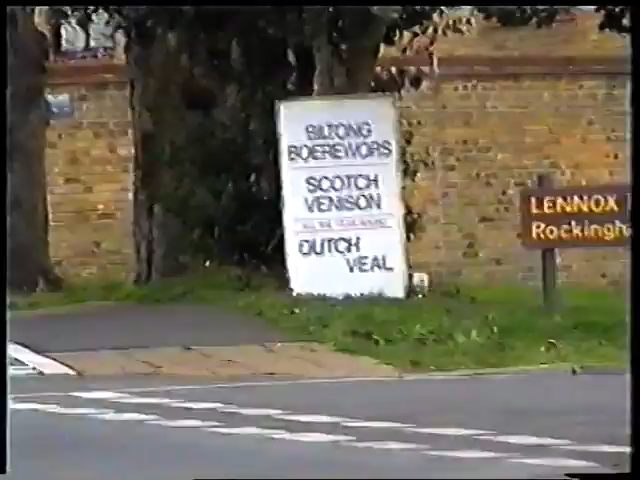 BILTONG
BOEREWORS
SCOTCH
VENISON
DUTCH
VEAL
LENNOX
Rockingh